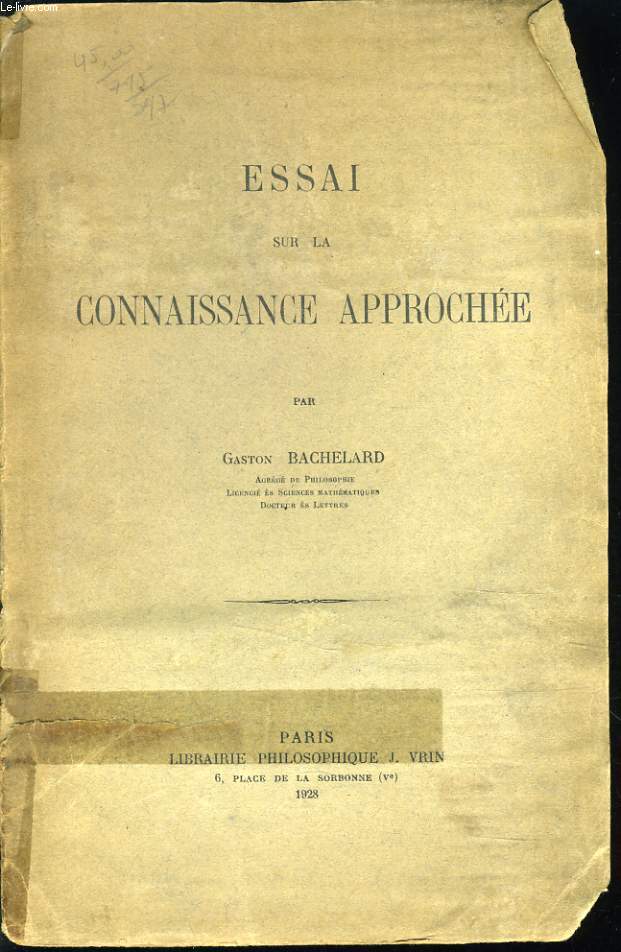 Le-livre.com
ESSAI
SUR LA
CONNAISSANCE APPROCHÉE
PAR
GASTON BACHELARD
AGRÉGÉ DE PHILOSOPHIE
LICENCIÉ ÈS SCIENCES MATHÉMATIQUES
DOCTEUR ÈS LETTRES
PARIS
LIBRAIRIE PHILOSOPHIQUE J. VRIN
6, PLACE DE LA SORBONNE (Ve)
1928